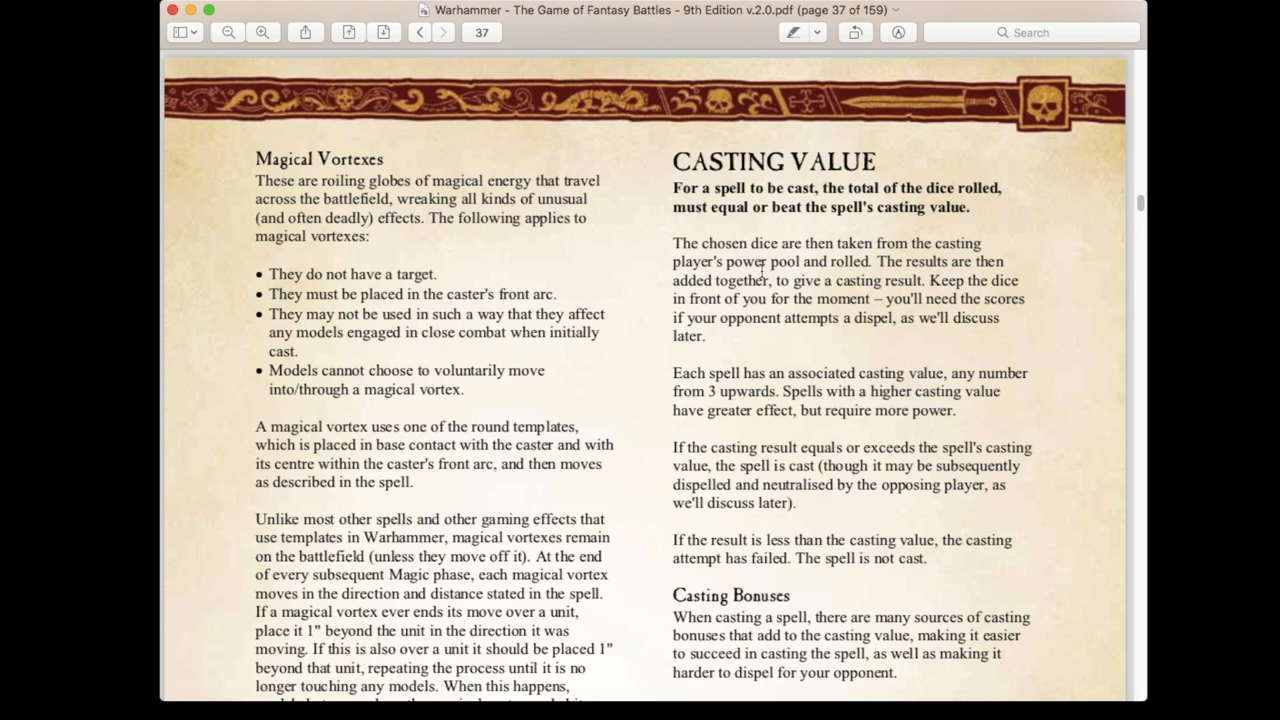 Warhammer - The Game of Fantasy Battles - 9th Edition v.2.0.pdf (page 37 of 159)
37
Search
Magical Vortexes
These are roiling globes of magical energy that travel
across the battlefield, wreaking all kinds of unusual
(and often deadly) effects. The following applies to
magical vortexes:
• They do not have a target.
• They must be placed in the caster's front arc.
• They may not be used in such a way that they affect
any models engaged in close combat when initially
cast.
• Models cannot choose to voluntarily move
into/through a magical vortex.
A magical vortex uses one of the round templates,
which is placed in base contact with the caster and with
its centre within the caster's front arc, and then moves
as described in the spell.
Unlike most other spells and other gaming effects that
use templates in Warhammer, magical vortexes remain
on the battlefield (unless they move off it). At the end
of every subsequent Magic phase, each magical vortex
moves in the direction and distance stated in the spell.
If a magical vortex ever ends its move over a unit,
place it 1" beyond the unit in the direction it was
moving. If this is also over a unit it should be placed 1"
beyond that unit, repeating the process until it is no
longer touching any models. When this happens,
CASTING VALUE
For a spell to be cast, the total of the dice rolled,
must equal or beat the spell's casting value.
The chosen dice are then taken from the casting
player's power pool and rolled. The results are then
added together, to give a casting result. Keep the dice
in front of you for the moment – you'll need the scores
if your opponent attempts a dispel, as we'll discuss
later.
Each spell has an associated casting value, any number
from 3 upwards. Spells with a higher casting value
have greater effect, but require more power.
If the casting result equals or exceeds the spell's casting
value, the spell is cast (though it may be subsequently
dispelled and neutralised by the opposing player, as
we'll discuss later).
If the result is less than the casting value, the casting
attempt has failed. The spell is not cast.
Casting Bonuses
When casting a spell, there are many sources of casting
bonuses that add to the casting value, making it easier
to succeed in casting the spell, as well as making it
harder to dispel for your opponent.